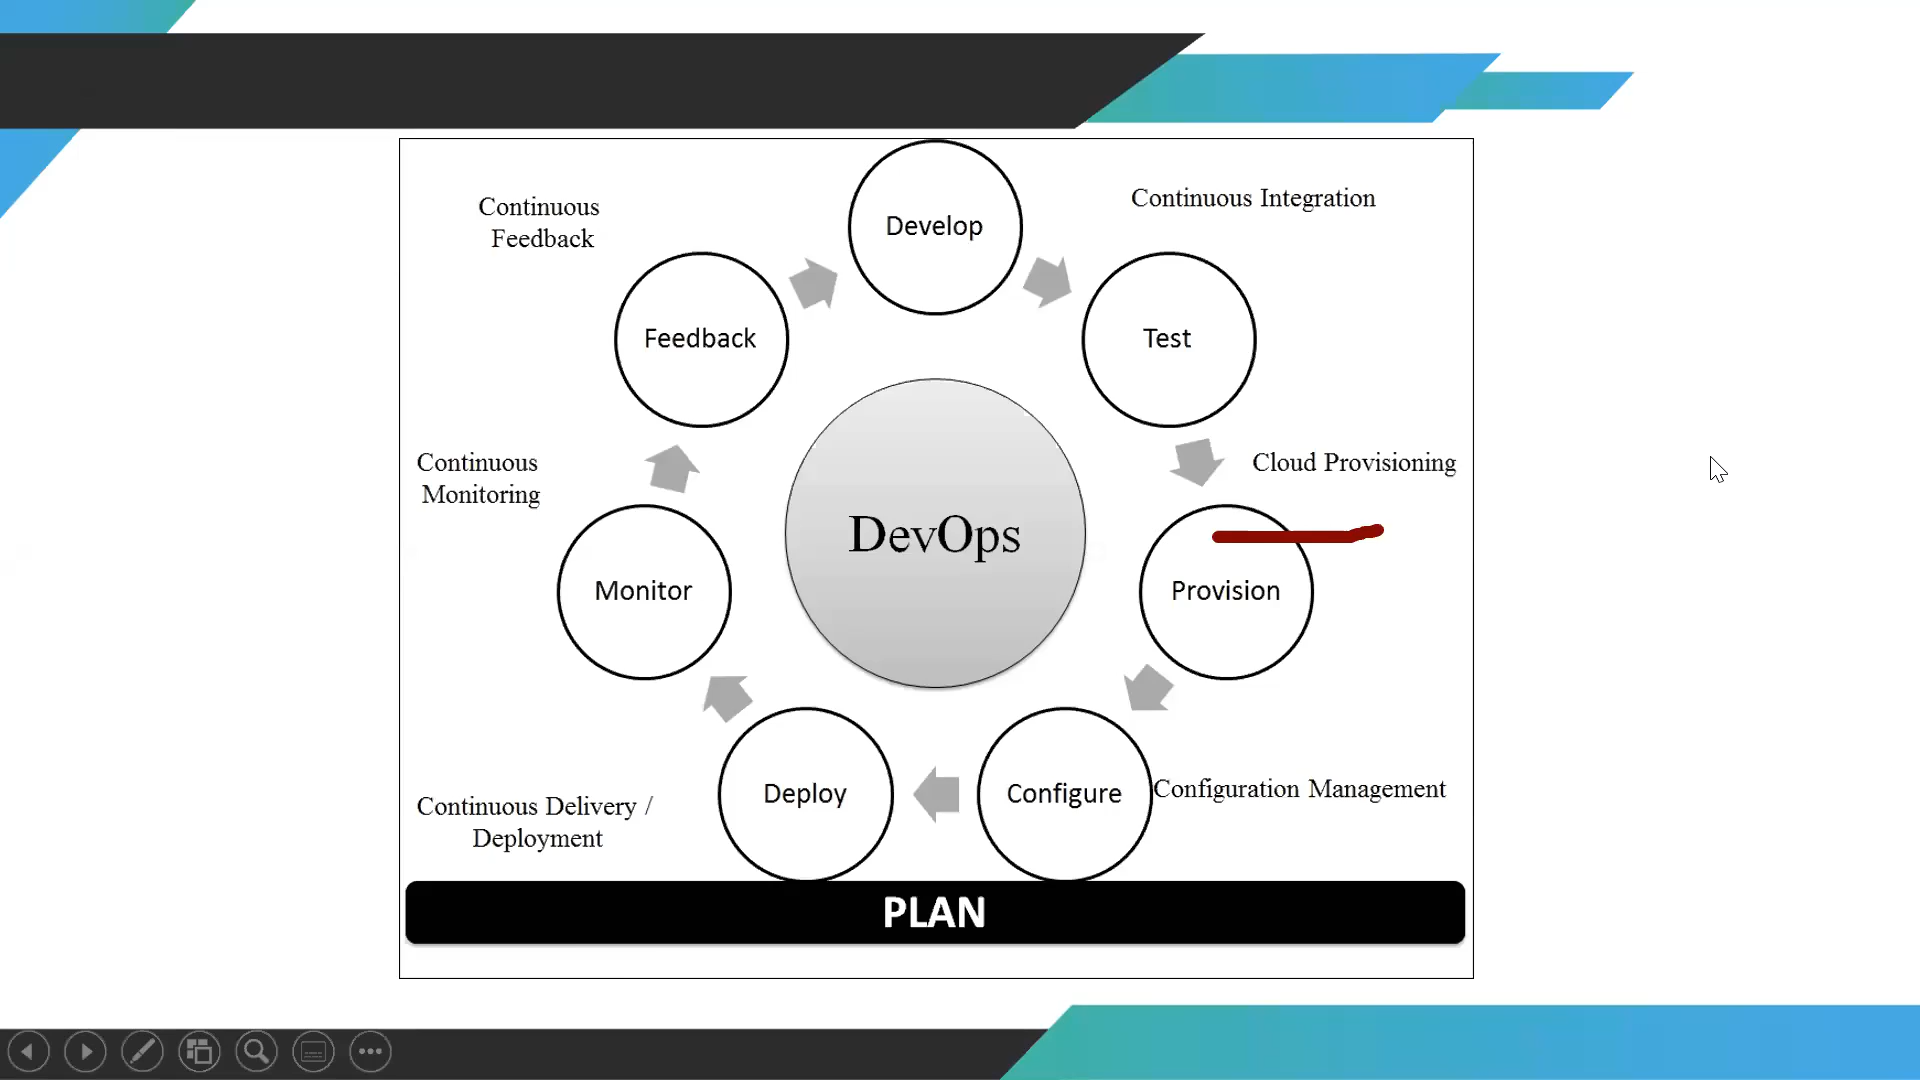 Develop
Continuous Integration
Continuous
Feedback
Feedback
Test
Continuous
Monitoring
Cloud Provisioning
DevOps
Monitor
Provision
Continuous Delivery /
Deployment
Deploy
Configure
Configuration Management
PLAN